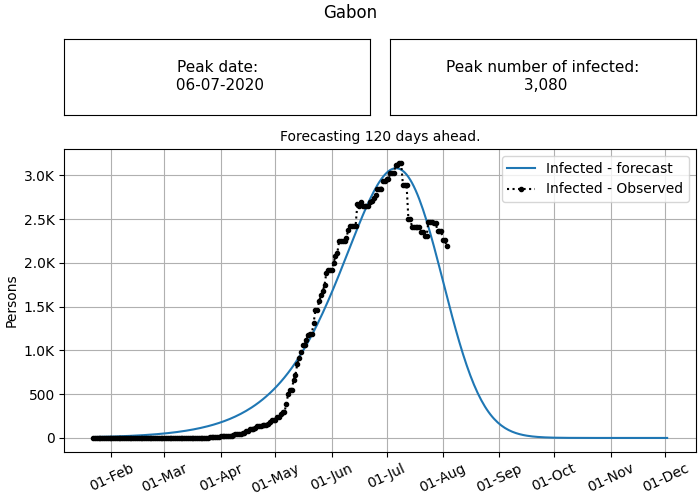 Gabon
Peak date:
06-07-2020
Peak number of infected:
3,080
Forecasting 120 days ahead.
Infected - forecast
Infected - Observed
Persons
3.0K
2.5K
2.0K
1.5K
1.0K
500
0
01-Feb
01-Mar
01-Apr
01-May
01-Jun
01-Jul
01-Aug
01-Sep
01-Oct
01-Nov
01-Dec